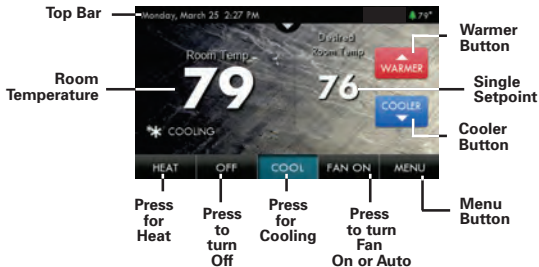 Top Bar
Monday, March 25 2:27 PM
79°
Warmer
Button
Room Temp
Desired
Room Temp
WARMER
Room
Temperature
79
76
Single
Setpoint
COOLER
COOLING
Cooler
Button
HEAT
OFF
COOL
FAN ON
MENU
Press
for
Heat
Press
to
turn
Off
Press
for
Cooling
Press
to turn
Fan
On or Auto
Menu
Button